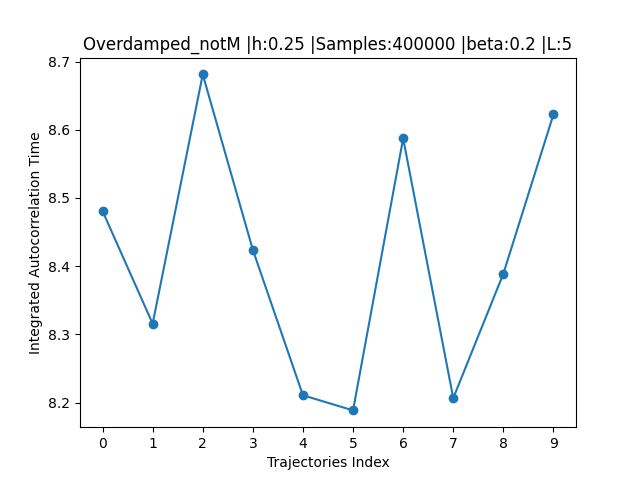 Overdamped_notM |h:0.25 |Samples:400000 |beta:0.2 |L:5
Integrated Autocorrelation Time
8.7
8.6
8.5
8.4
8.3
8.2
0 1 2 3 4 5 6 7 8 9
Trajectories Index